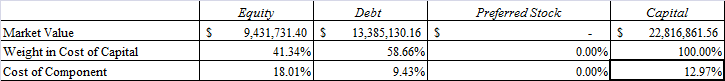 Equity Debt Preferred Stock Capital
Market Value $ 9,431,731.40 $ 13,385,130.16 $ - $ 22,816,861.56
Weight in Cost of Capital 41.34% 58.66% 0.00% 100.00%
Cost of Component 18.01% 9.43% 0.00% 12.97%